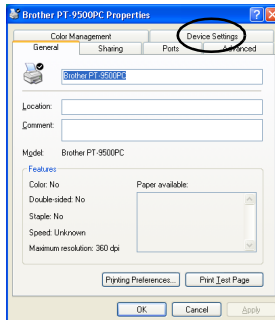 Brother PT-9500PC Properties
Color Management
Device Settings
General
Sharing
Ports
Advanced
Brother PT-9500PC
Location:
Comment:
Model: Brother PT-9500PC
Features
Color: No
Paper available:
Double-sided: No
Staple: No
Speed: Unknown
Maximum resolution: 360 dpi
Printing Preferences...
Print Test Page
OK
Cancel
Apply